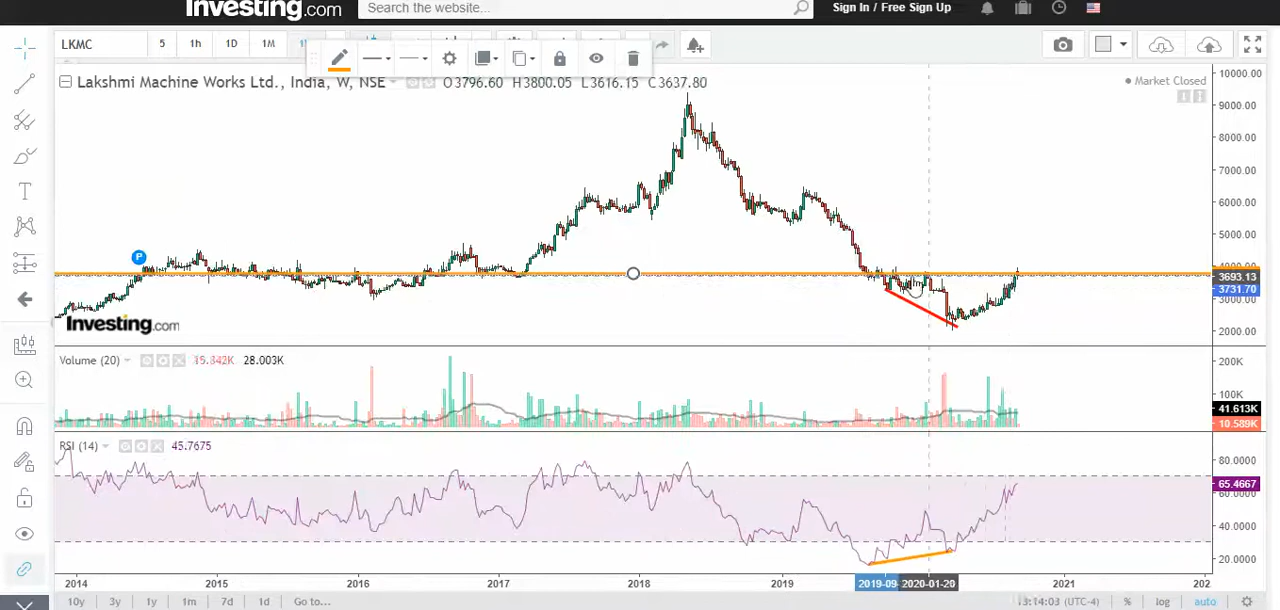 Investing.com
Search the website...
Sign In / Free Sign Up
LKMC
5
1h
1D
1M
Lakshmi Machine Works Ltd., India, W, NSE
O3796.60 H3800.05 L3616.15 C3637.80
Market Closed
10000.00
9000.00
8000.00
7000.00
6000.00
5000.00
P
3693.13
3731.70
3000.00
2000.00
Investing.com
Volume (20)
15.342K 28.003K
200K
100K
41.613K
10.589K
RSI (14)
45.7675
80.0000
65.4667
60.0000
40.0000
20.0000
2014
2015
2016
2017
2018
2019
2019-09
2020-01-20
2021
202
10y
3y
1y
1m
7d
1d
Go to...
13:14:03 (UTC-4)
%
log
auto